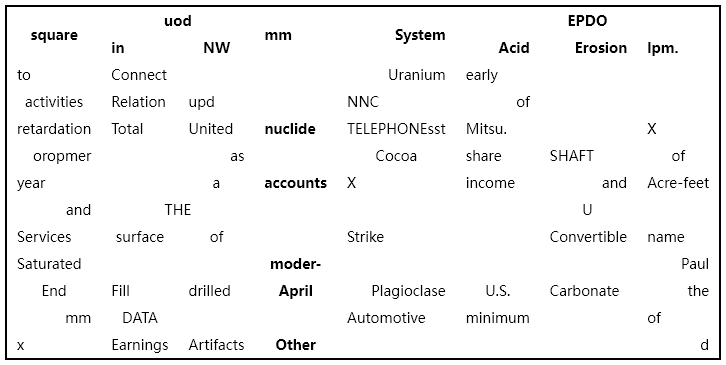 square uod mm System EPDO Ipm.
in NW Acid Erosion
to Connect Uranium early
activities Relation upd NNC of
retardation Total United nuclide TELEPHONEsst Mitsu. X
oropmer as Cocoa share SHAFT of
year a accounts X income and Acre-feet
and THE U
Services surface of Strike Convertible name
Saturated moder- Paul
End Fill drilled April Plagioclase U.S. Carbonate the
mm DATA Automotive minimum of
x Earnings Artifacts Other d